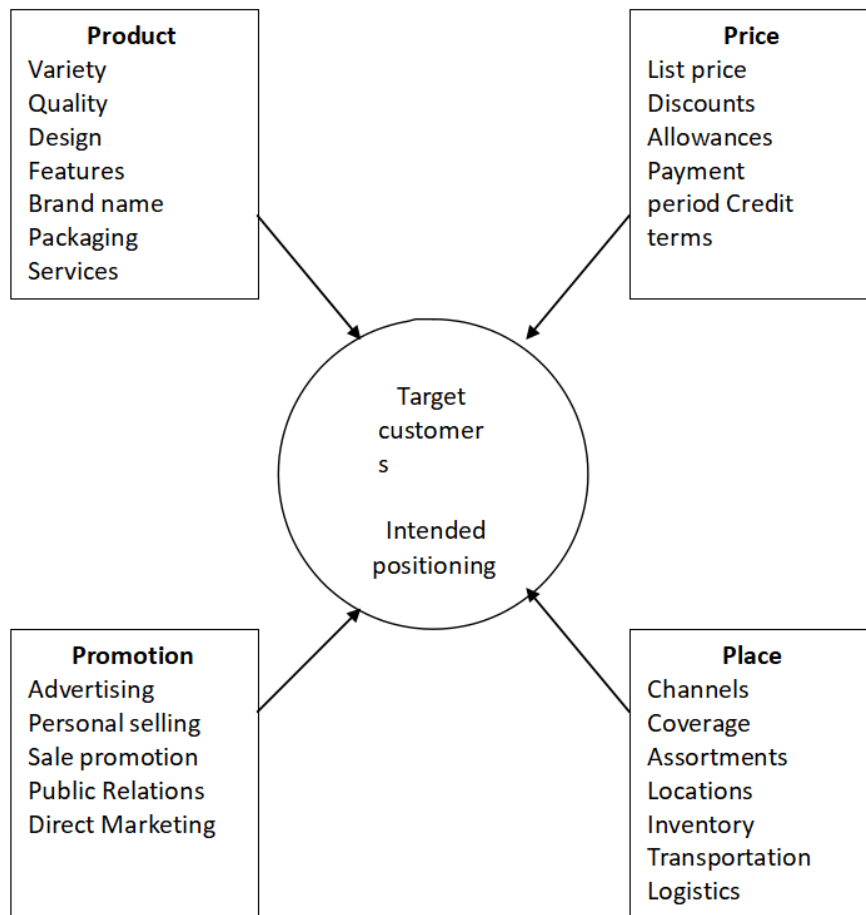 Product
Variety
Quality
Design
Features
Brand name
Packaging
Services
Price
List price
Discounts
Allowances
Payment
period Credit
terms
Target
customer
s
Intended
positioning
Promotion
Advertising
Personal selling
Sale promotion
Public Relations
Direct Marketing
Place
Channels
Coverage
Assortments
Locations
Inventory
Transportation
Logistics